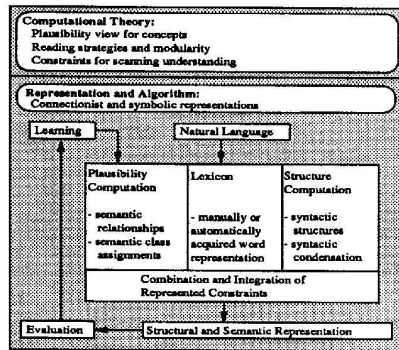 Computational Theory:
Plausibility view for concepts
Reading strategies and modularity
Constraints for scanning understanding
Representation and Algorithm:
Connectionist and symbolic representations
Learning
Natural Language
Plausibility
Computation
- semantic
relationships
- semantic class
assignments
Lexicon
- manually or
automatically
acquired word
representation
Structure
Computation
- syntactic
structures
- syntactic
condensation
Combination and Integration of
Represented Constraints
Evaluation
Structural and Semantic Representation